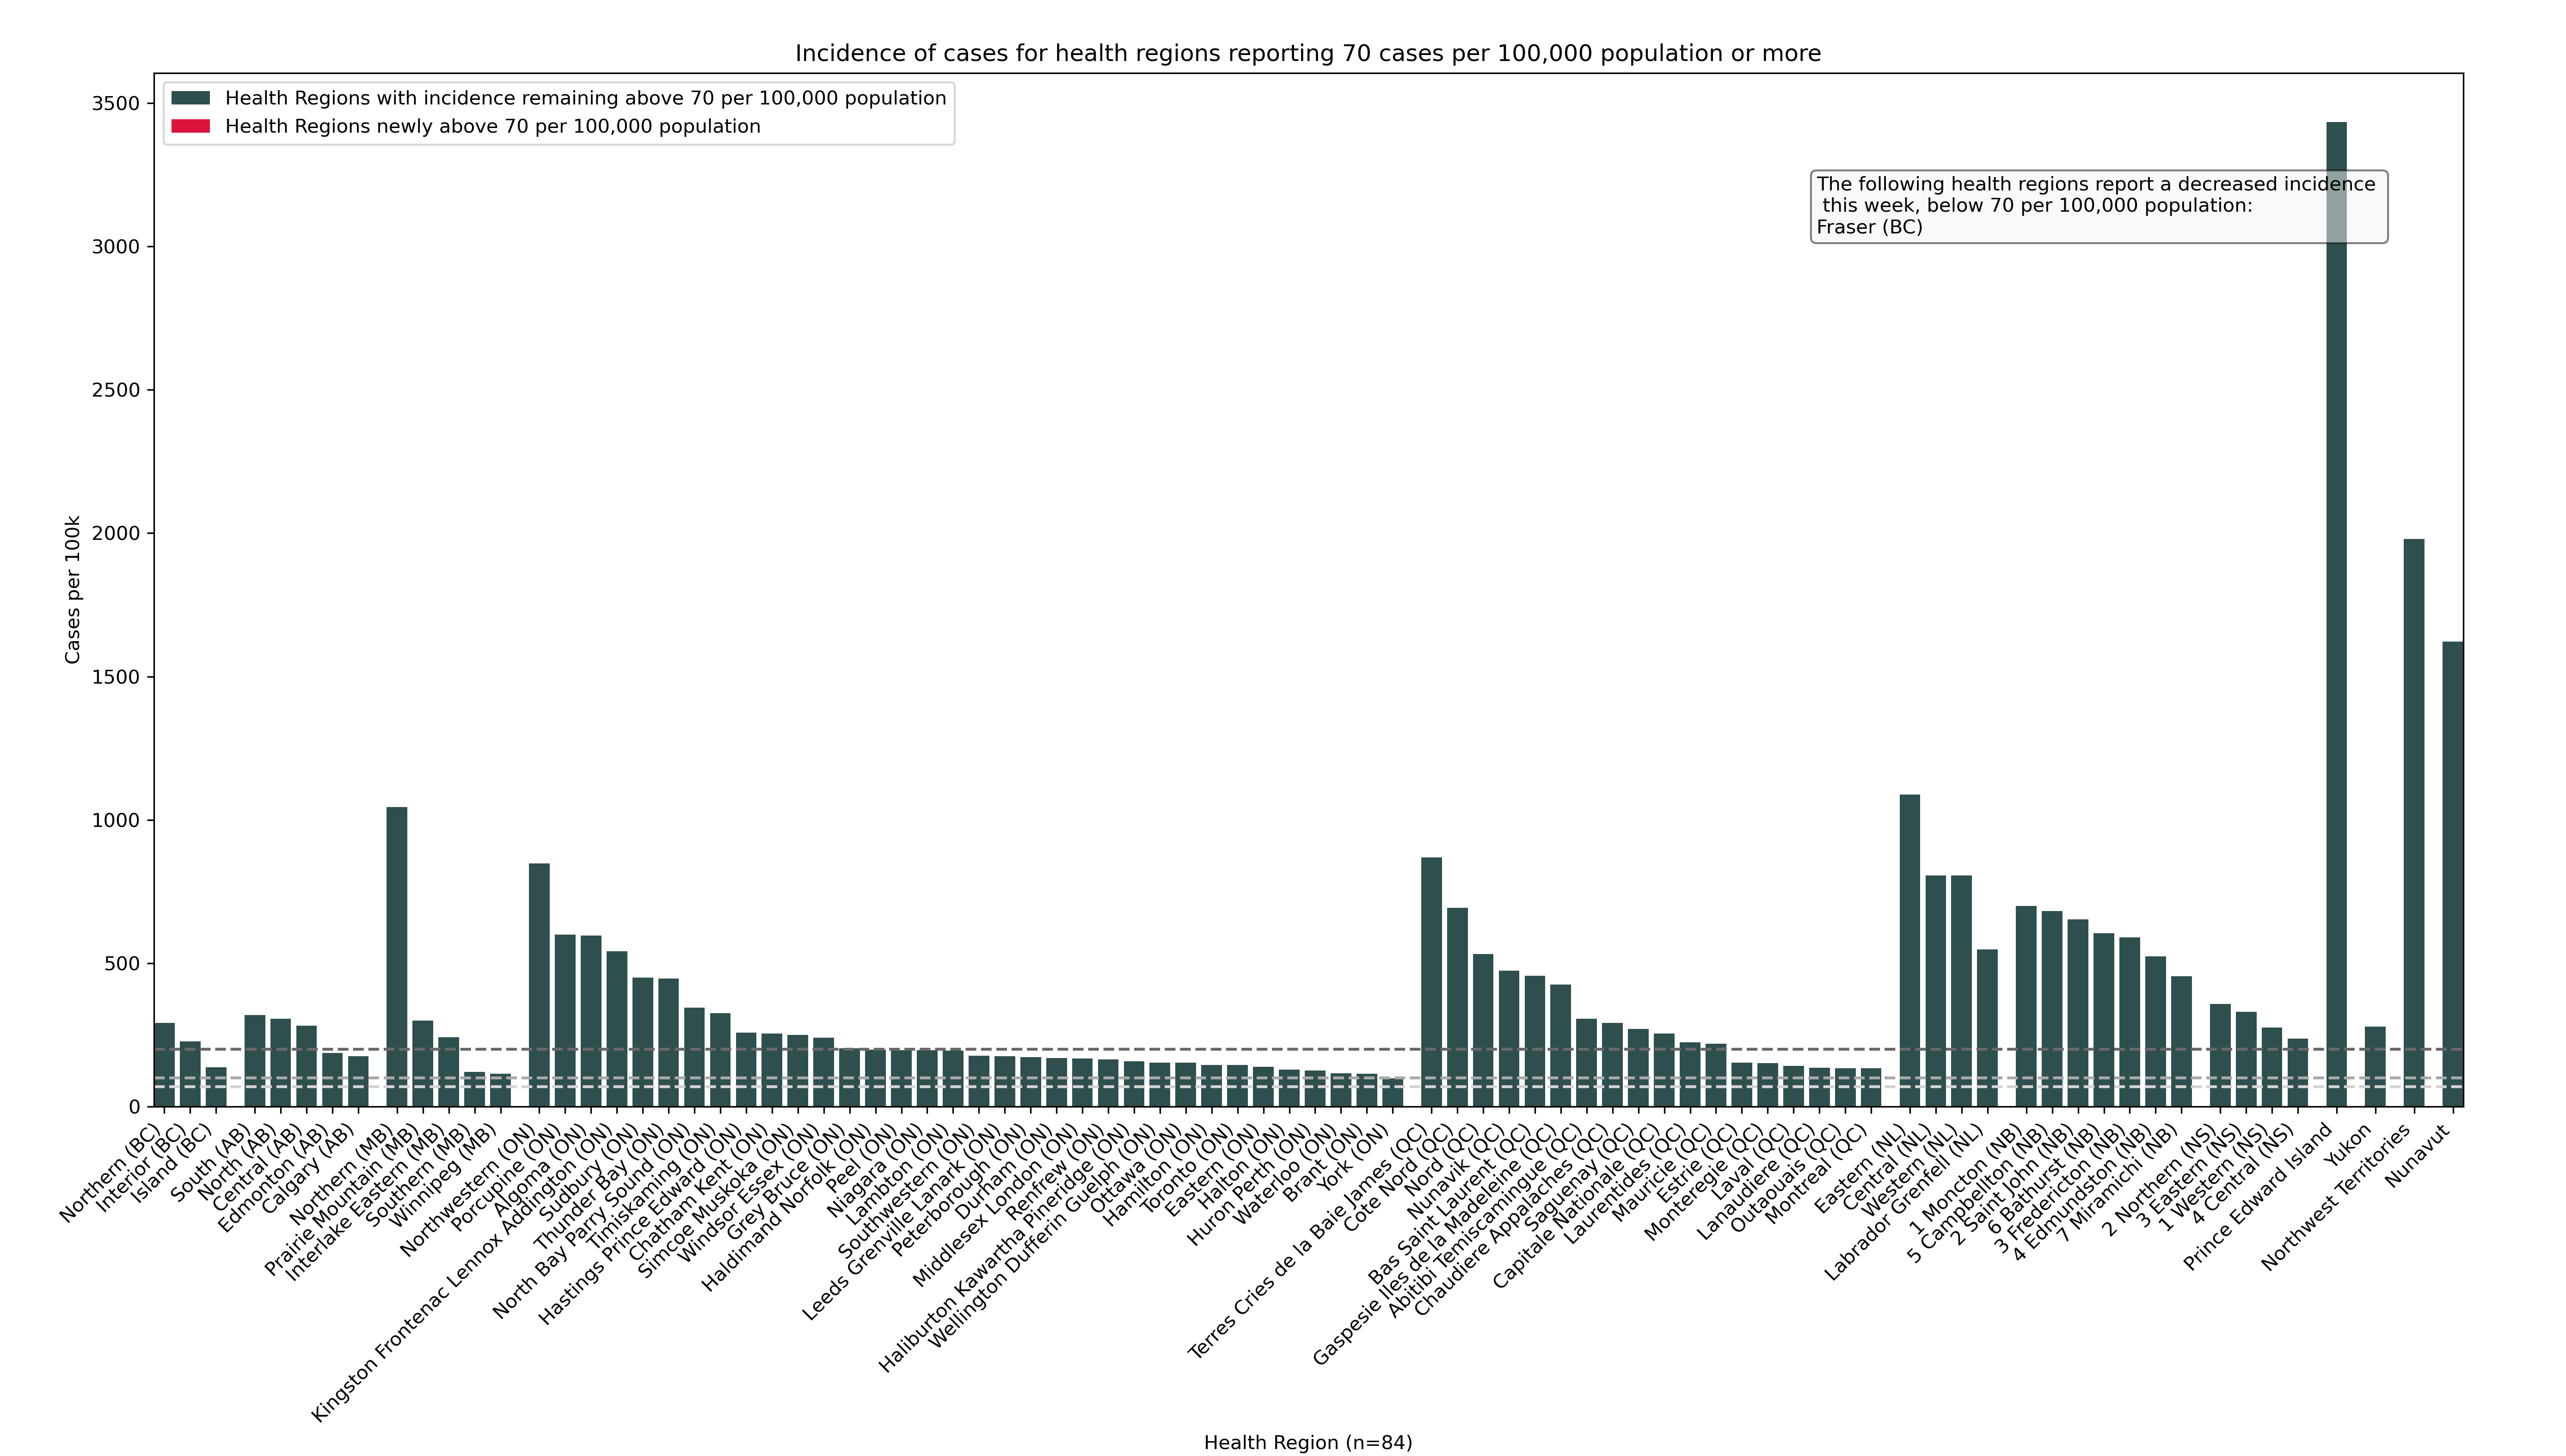 Incidence of cases for health regions reporting 70 cases per 100,000 population or more
Health Regions with incidence remaining above 70 per 100,000 population
Health Regions newly above 70 per 100,000 population
The following health regions report a decreased incidence
this week, below 70 per 100,000 population:
Fraser (BC)
Cases per 100k
3500
3000
2500
2000
1500
1000
500
0
Northern (BC)
Interior (BC)
Island (BC)
South (AB)
North (AB)
Central (AB)
Edmonton (AB)
Calgary (AB)
Northern (MB)
Prairie Mountain (MB)
Interlake Eastern (MB)
Southern (MB)
Winnipeg (MB)
Northwestern (ON)
Porcupine (ON)
Algoma (ON)
Kingston Frontenac Lennox Addington (ON)
Sudbury (ON)
Thunder Bay (ON)
North Bay Parry Sound (ON)
Timiskaming (ON)
Hastings Prince Edward (ON)
Chatham Kent (ON)
Simcoe Muskoka (ON)
Windsor Essex (ON)
Grey Bruce (ON)
Haldimand Norfolk (ON)
Peel (ON)
Niagara (ON)
Lambton (ON)
Southwestern (ON)
Leeds Grenville Lanark (ON)
Peterborough (ON)
Durham (ON)
Middlesex London (ON)
Renfrew (ON)
Haliburton Kawartha Pineridge (ON)
Wellington Dufferin Guelph (ON)
Ottawa (ON)
Hamilton (ON)
Toronto (ON)
Eastern (ON)
Halton (ON)
Huron Perth (ON)
Waterloo (ON)
Brant (ON)
York (ON)
Terres Cries de la Baie James (QC)
Cote Nord (QC)
Nord (QC)
Nunavik (QC)
Bas Saint Laurent (QC)
Gaspesie Iles de la Madeleine (QC)
Abitibi Temiscamingue (QC)
Chaudiere Appalaches (QC)
Saguenay (QC)
Capitale Nationale (QC)
Laurentides (QC)
Mauricie (QC)
Estrie (QC)
Monteregie (QC)
Laval (QC)
Lanaudiere (QC)
Outaouais (QC)
Montreal (QC)
Eastern (NL)
Central (NL)
Western (NL)
Labrador Grenfell (NL)
1 Moncton (NB)
5 Campbellton (NB)
2 Saint John (NB)
6 Bathurst (NB)
3 Fredericton (NB)
4 Edmundston (NB)
7 Miramichi (NB)
2 Northern (NS)
3 Eastern (NS)
1 Western (NS)
4 Central (NS)
Prince Edward Island
Yukon
Northwest Territories
Nunavut
Health Region (n=84)